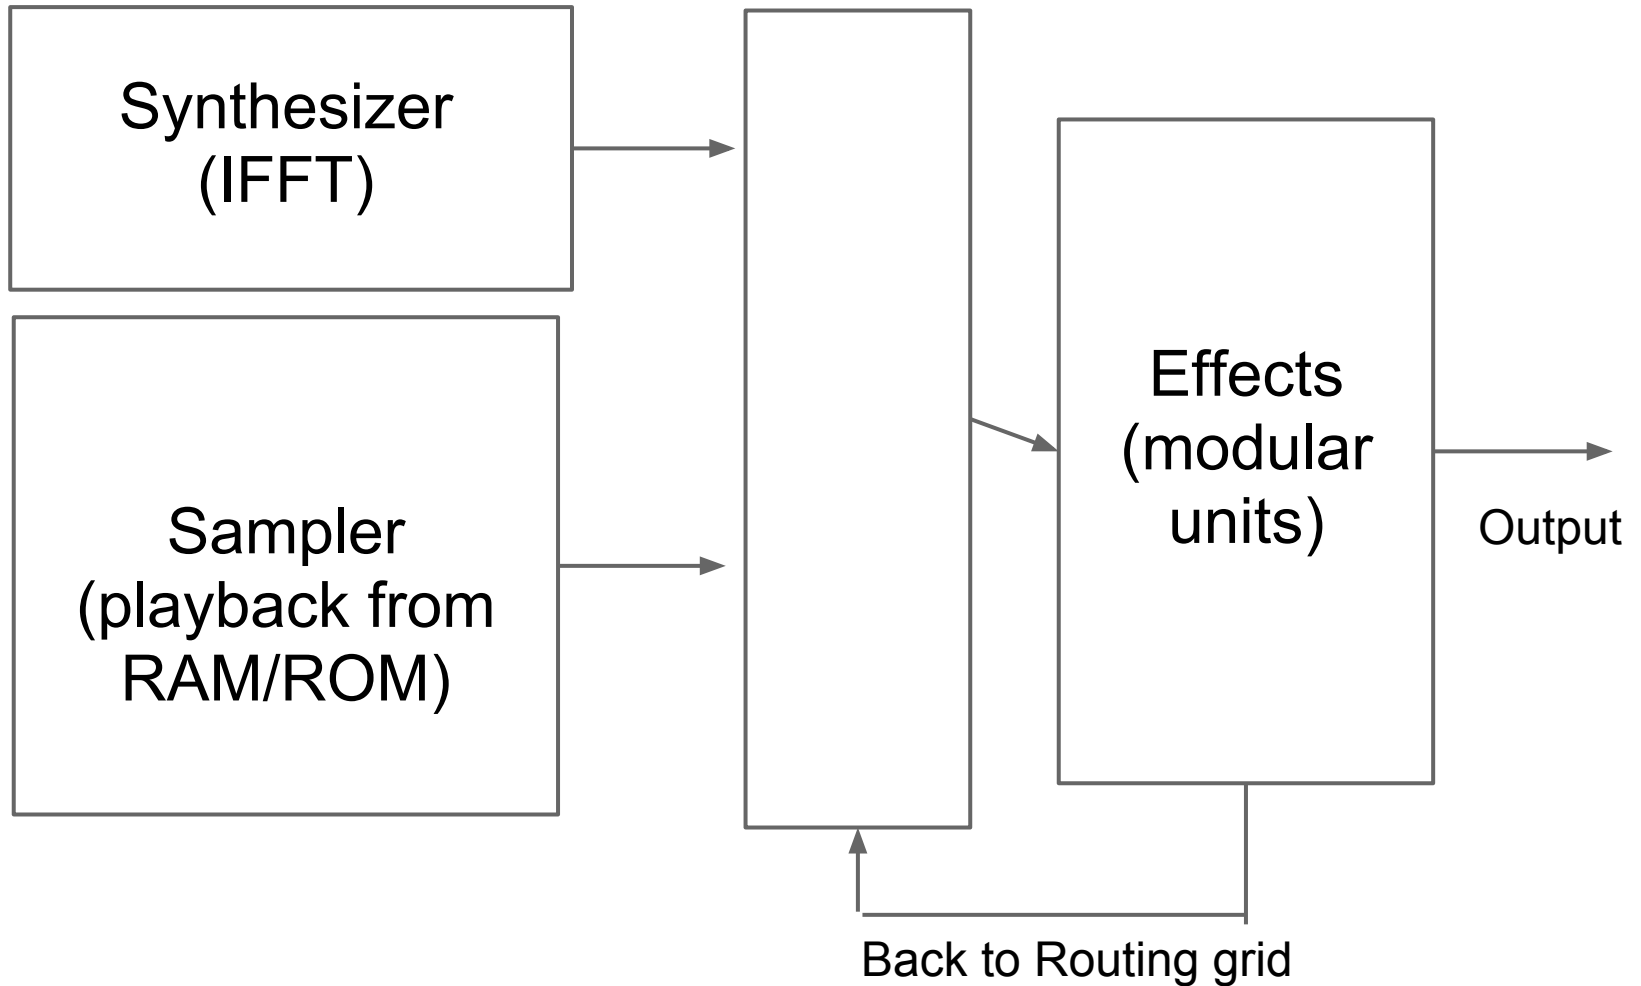 Synthesizer
(IFFT)
Sampler
(playback from
RAM/ROM)
Effects
(modular
units)
Output
Back to Routing grid